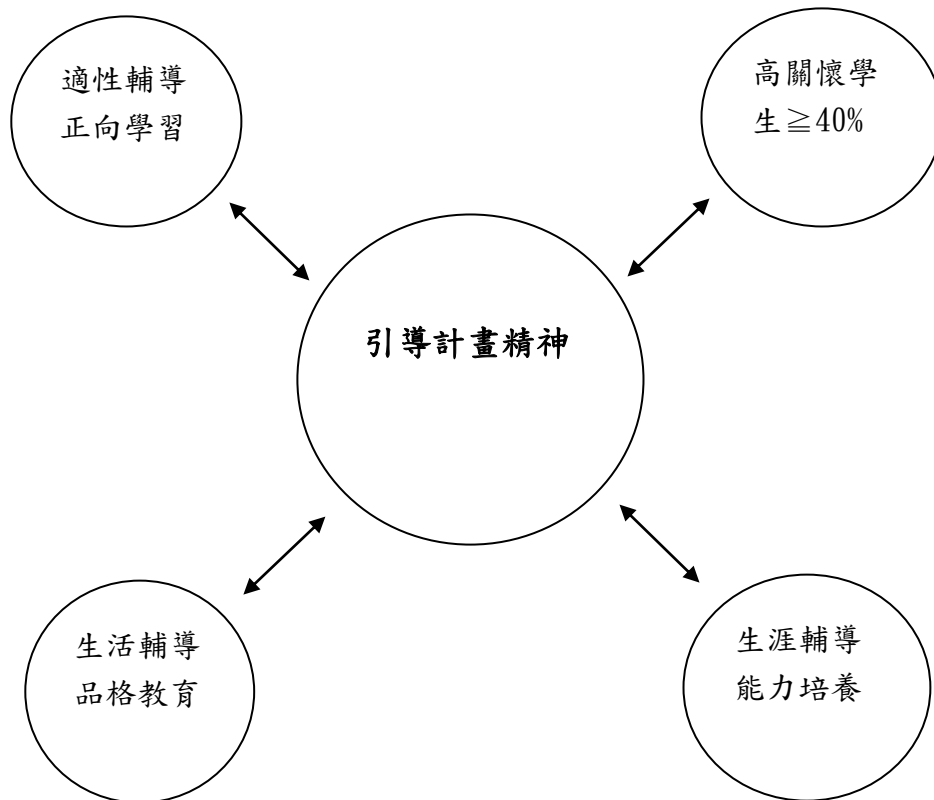 適性輔導
正向學習
高關懷學
生≧40%
引導計畫精神
生活輔導
品格教育
生涯輔導
能力培養